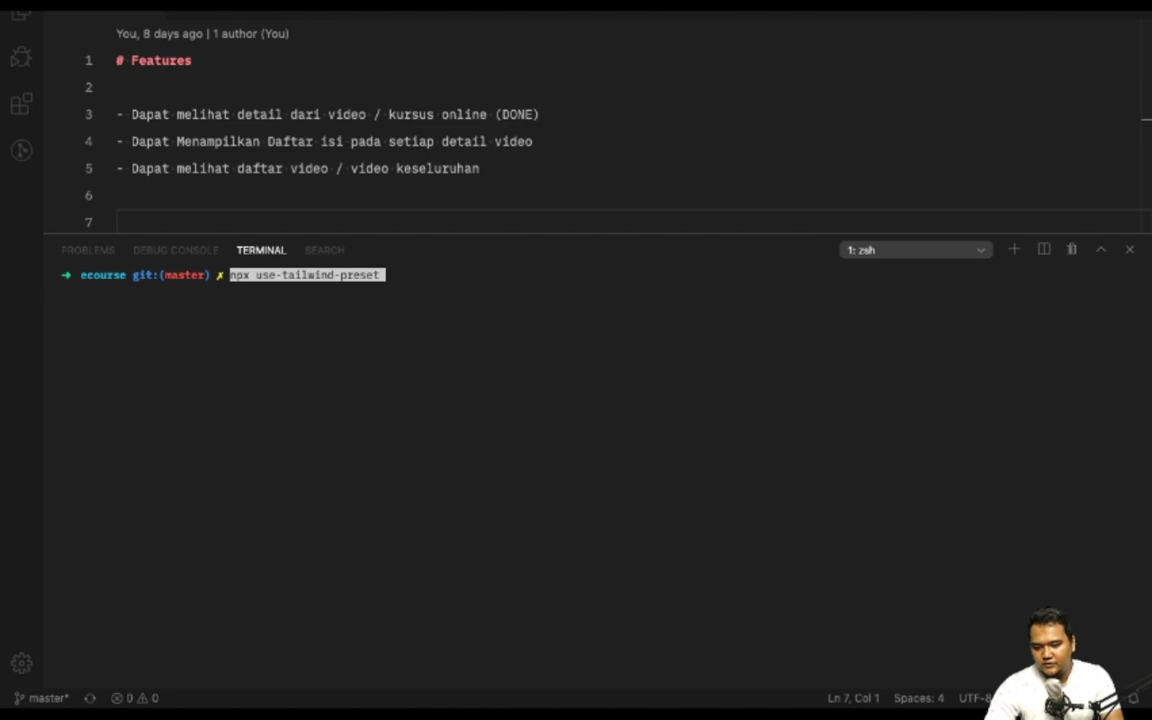 You, 8 days ago | 1 author (You)
1 # Features
2
3 - Dapat melihat detail dari video / kursus online (DONE)
4 - Dapat Menampilkan Daftar isi pada setiap detail video
5 - Dapat melihat daftar video / video keseluruhan
6
7
PROBLEMS DEBUG CONSOLE TERMINAL SEARCH 1: zsh
➜ ecourse git:(master) ✗ npx use-tailwind-preset
master* 0 0 Ln 7, Col 1 Spaces: 4